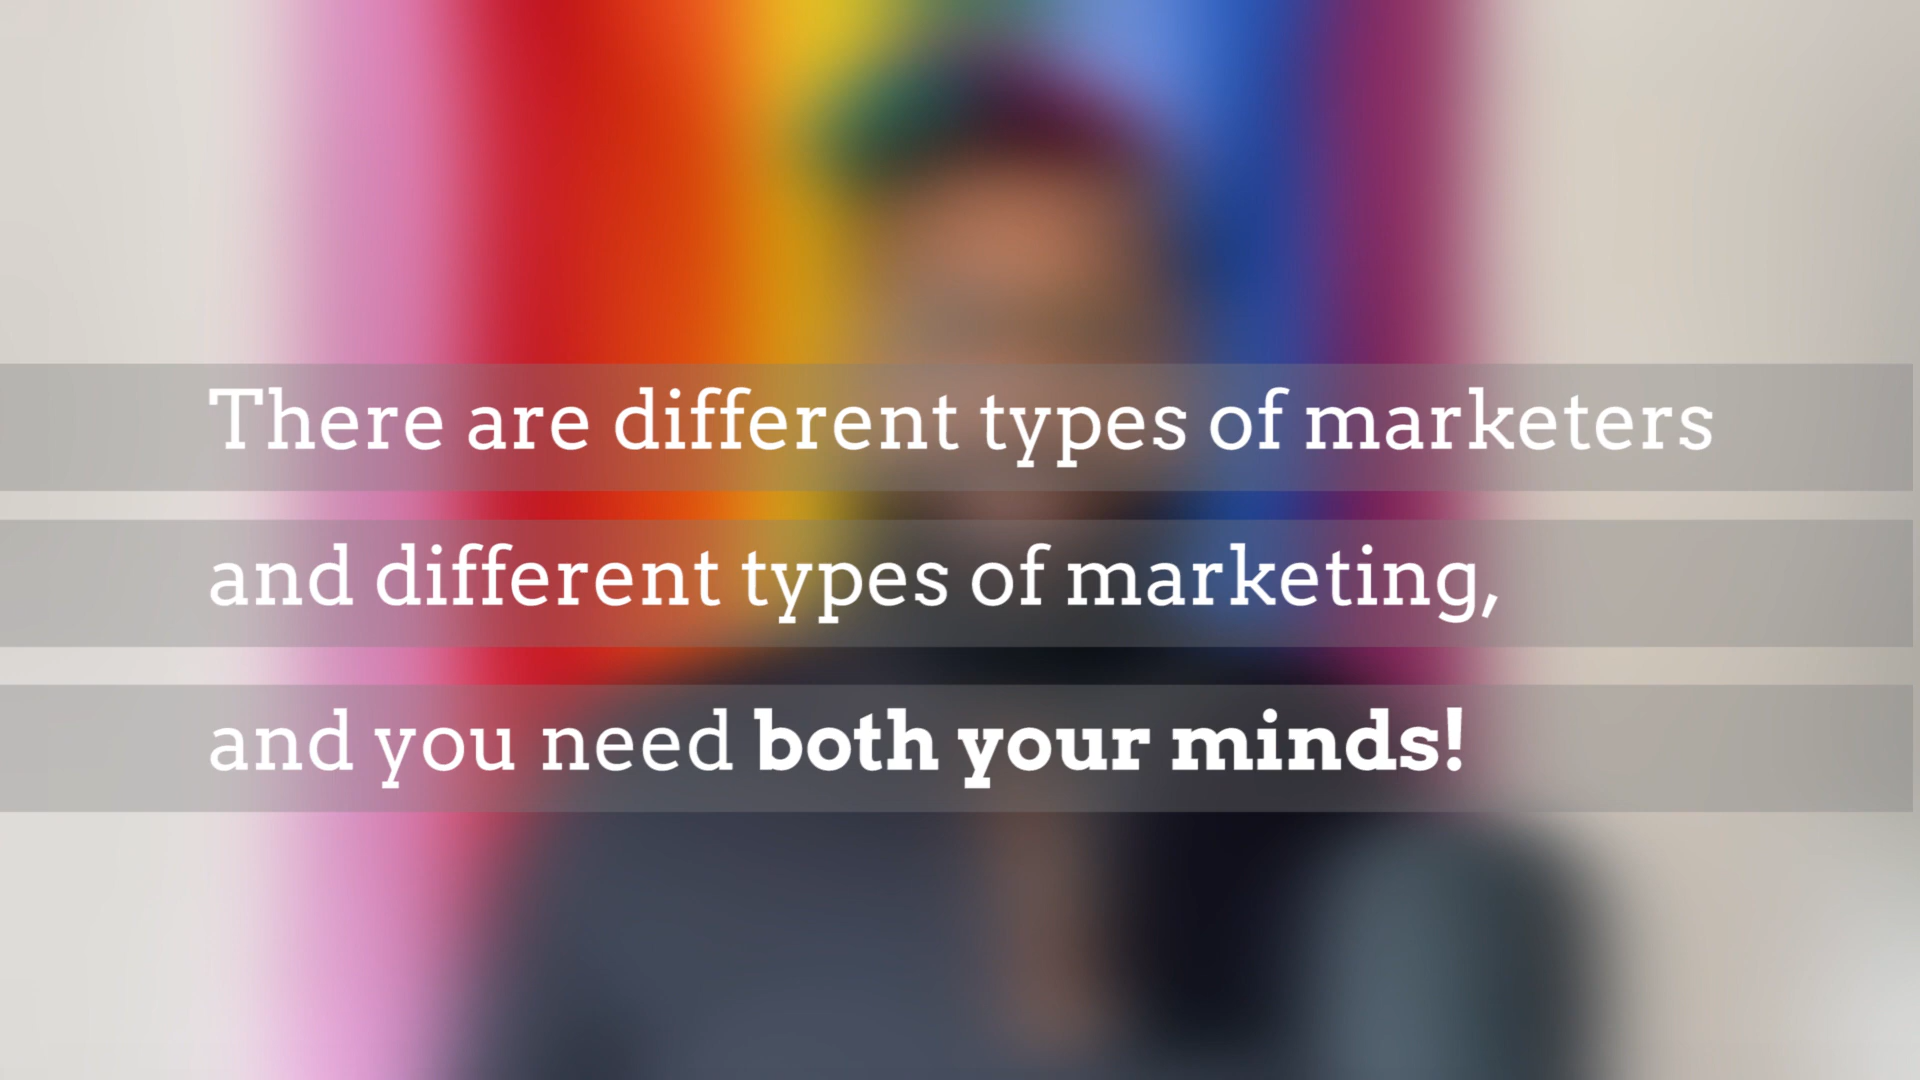 There are different types of marketers
and different types of marketing,
and you need both your minds!